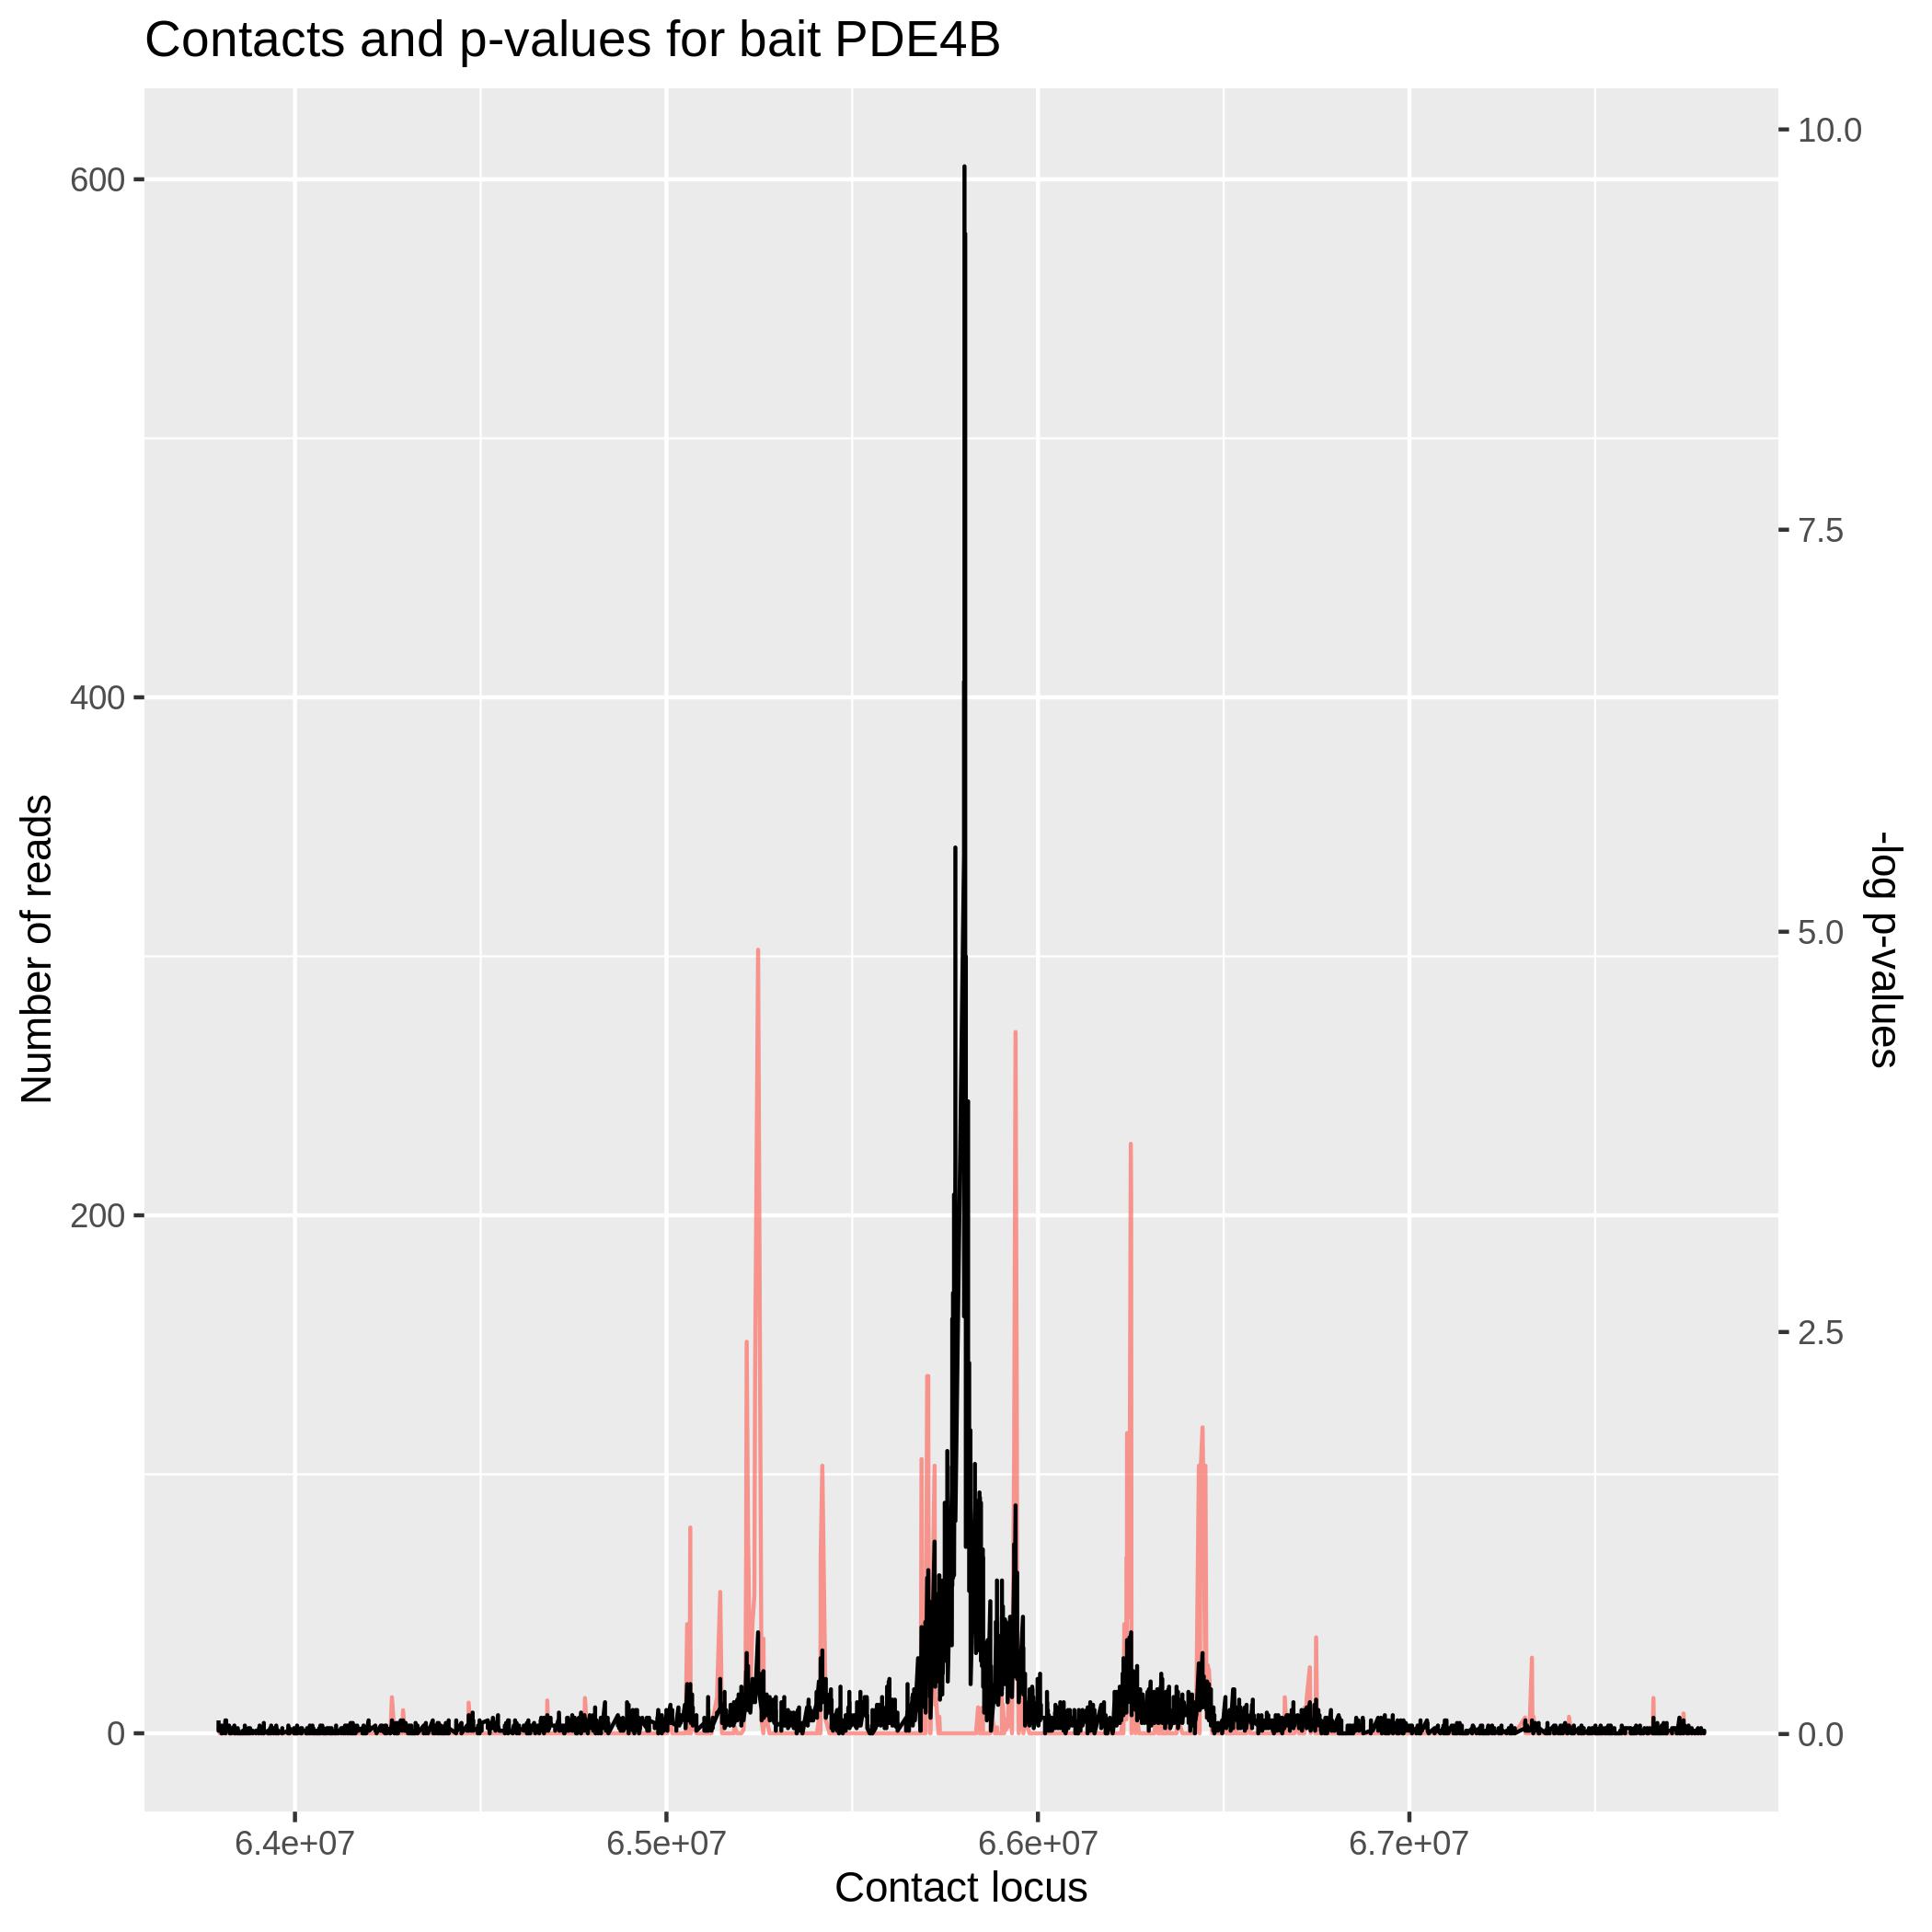 Contacts and p-values for bait PDE4B
10.0
600
7.5
400
Number of reads
-log p-values
5.0
200
2.5
0
0.0
6.4e+07
6.5e+07
6.6e+07
6.7e+07
Contact locus